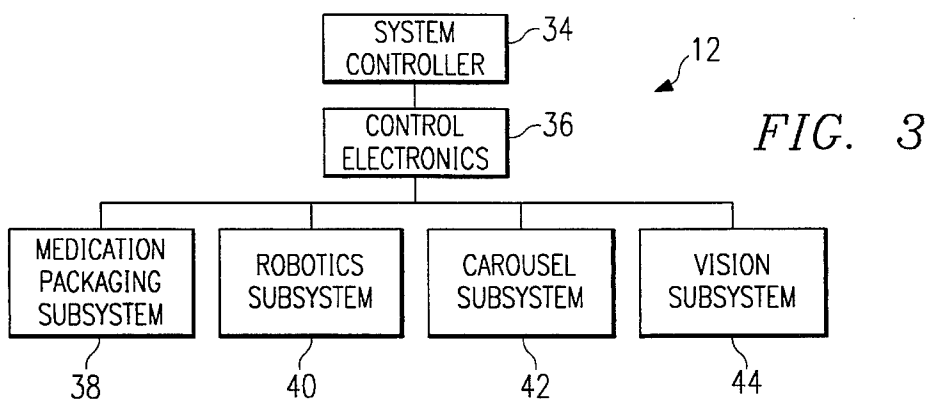 SYSTEM
CONTROLLER
34
12
CONTROL
ELECTRONICS
36
FIG. 3
MEDICATION
PACKAGING
SUBSYSTEM
ROBOTICS
SUBSYSTEM
CAROUSEL
SUBSYSTEM
VISION
SUBSYSTEM
38
40
42
44